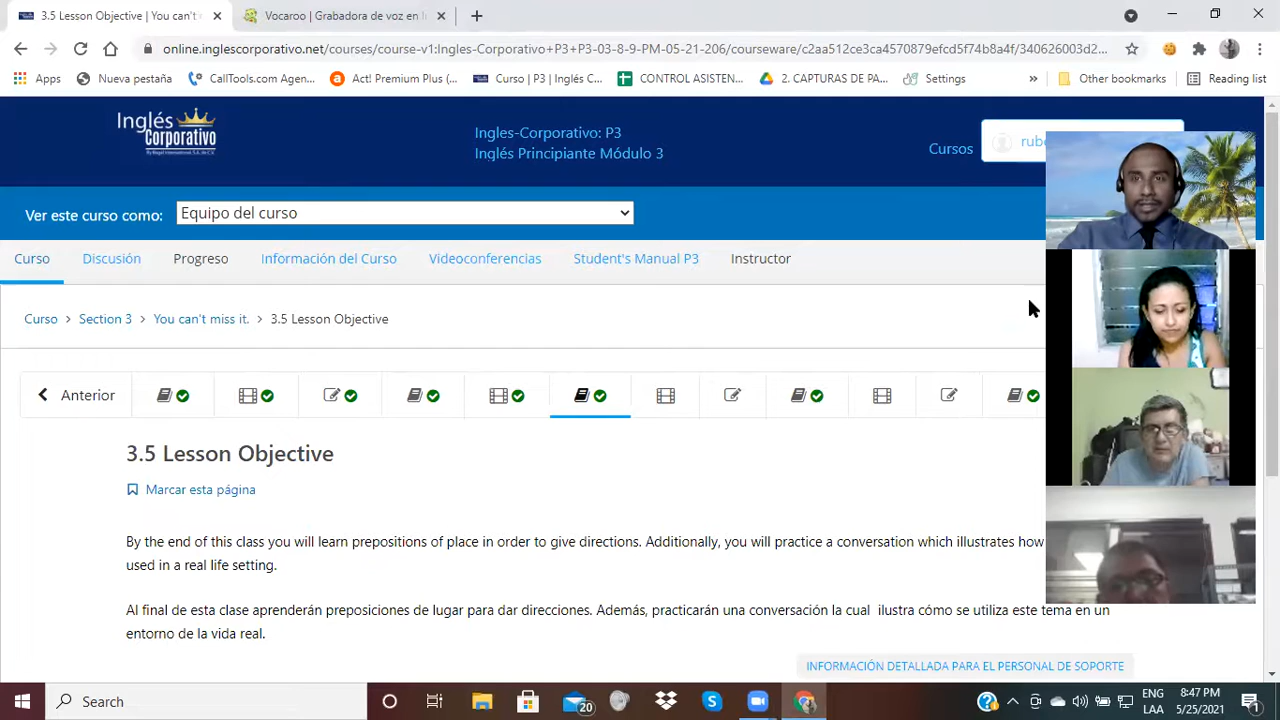 3.5 Lesson Objective | You can't
Vocaroo | Grabadora de voz en
online.inglescorporativo.net/courses/course-v1:Ingles-Corporativo+P3+P3-03-8-9-PM-05-21-206/courseware/c2aa512ce3ca4570879efcd5f74b8a4f/340626003d2...
Apps
Nueva pestaña
CallTools.com Agen...
Act! Premium Plus (...
Curso | P3 | Inglés C...
CONTROL ASISTEN...
2. CAPTURAS DE PA...
Settings
»
Other bookmarks
Reading list
Inglés
Corporativo
Ingles-Corporativo: P3
Inglés Principiante Módulo 3
Cursos
Ver este curso como:
Equipo del curso
Curso
Discusión
Progreso
Información del Curso
Videoconferencias
Student's Manual P3
Instructor
Curso > Section 3 > You can't miss it. > 3.5 Lesson Objective
Anterior
3.5 Lesson Objective
Marcar esta página
By the end of this class you will learn prepositions of place in order to give directions. Additionally, you will practice a conversation which illustrates how
used in a real life setting.
Al final de esta clase aprenderán preposiciones de lugar para dar direcciones. Además, practicarán una conversación la cual ilustra cómo se utiliza este tema en un
entorno de la vida real.
INFORMACIÓN DETALLADA PARA EL PERSONAL DE SOPORTE
Search
20
ENG
LAA
8:47 PM
5/25/2021
1